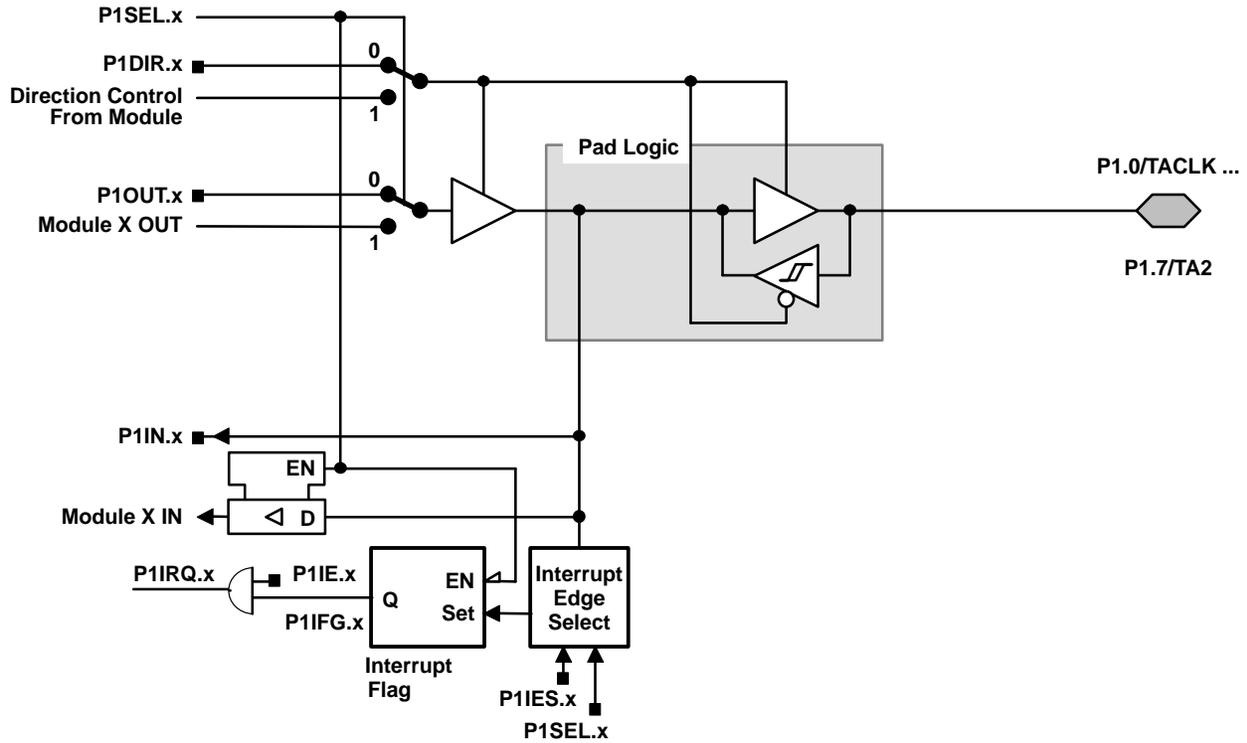 P1SEL.x
0
P1DIR.x
Direction Control
From Module
1
Pad Logic
P1.0/TACLK ...
0
P1OUT.x
Module X OUT
1
P1.7/TA2
P1IN.x
EN
Module X IN
D
P1IRQ.x
P1IE.x
P1IFG.x
Q
EN
Set
Interrupt
Edge
Select
Interrupt
Flag
P1IES.x
P1SEL.x